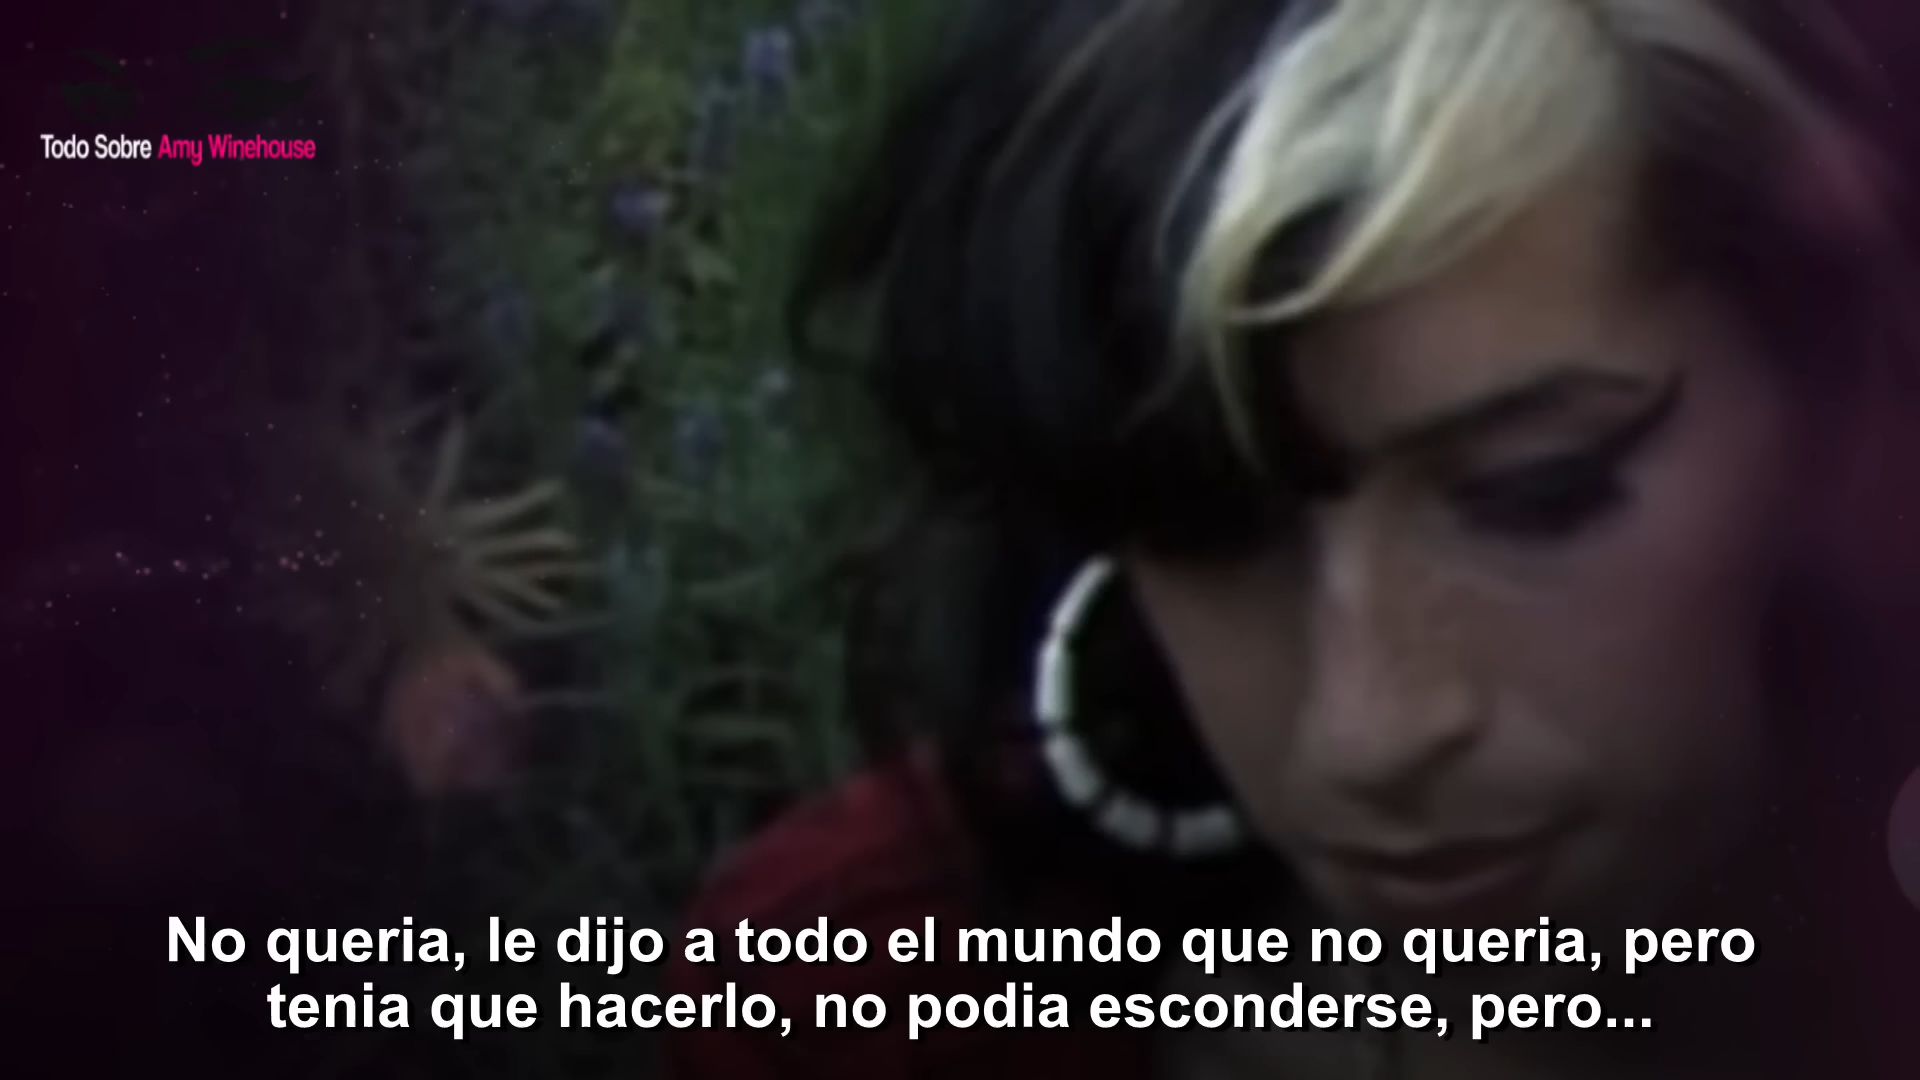 Todo Sobre Amy Winehouse
No queria, le dijo a todo el mundo que no queria, pero
tenia que hacerlo, no podia esconderse, pero...